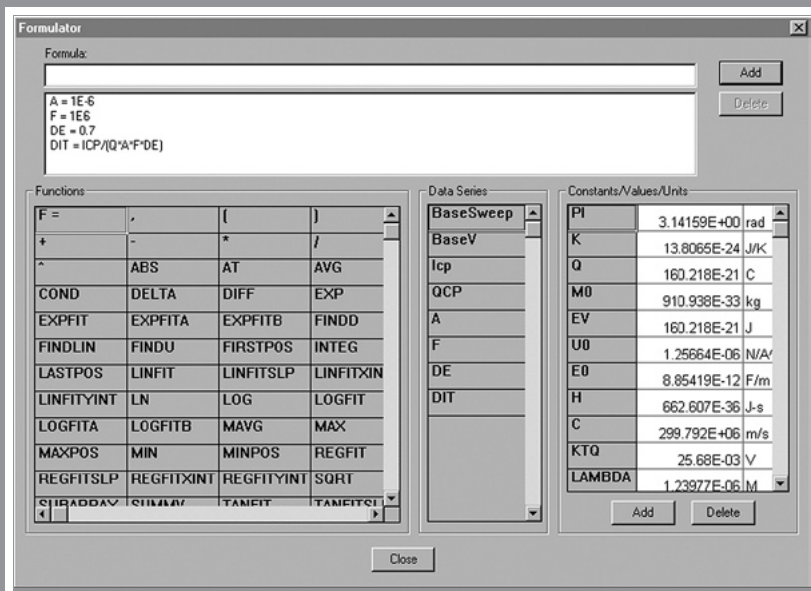 Formulator
Formula:
Add
Delete
A = 1E-6
F = 1E6
DE = 0.7
DIT = ICP/(Q*A*F*DE)
Functions
F = , ( )
+ - * /
^ ABS AT AVG
COND DELTA DIFF EXP
EXPFIT EXPFITA EXPFITB FINDD
FINDLIN FINDU FIRSTPOS INTEG
LASTPOS LINFIT LINFITSLP LINFITXIN
LINFITYINT LN LOG LOGFIT
LOGFITA LOGFITB MAVG MAX
MAXPOS MIN MINPOS REGFIT
REGFITSLP REGFITXINT REGFITYINT SQRT
SUBARRAY SUMMV TANFIT TANFITSL
Data Series
BaseSweep
BaseV
Icp
QCP
A
F
DE
DIT
Constants/Values/Units
PI 3.14159E+00 rad
K 13.8065E-24 J/K
Q 160.218E-21 C
M0 910.938E-33 kg
EV 160.218E-21 J
U0 1.25664E-06 N/A^
E0 8.85419E-12 F/m
H 662.607E-36 J-s
C 299.792E+06 m/s
KTQ 25.68E-03 V
LAMBDA 1.23977E-06 M
Add
Delete
Close